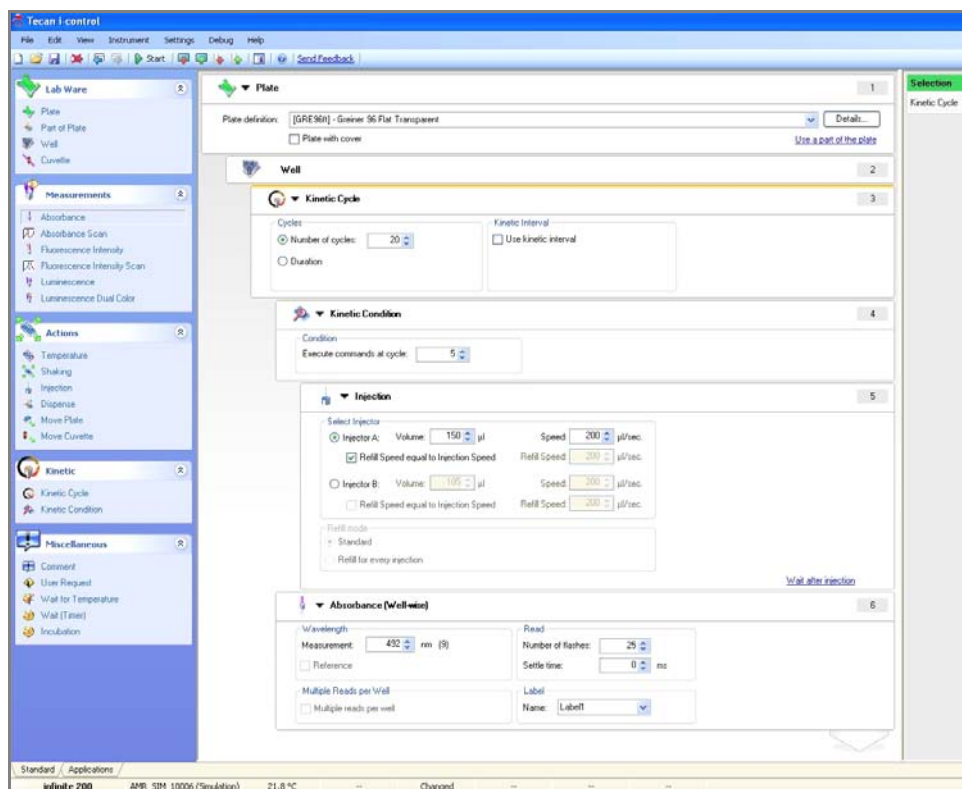 Tecan i-control
File Edit View Instrument Settings Debug Help
Start Send Feedback
Lab Ware
Plate
Part of Plate
Well
Cuvette
Measurements
Absorbance
Absorbance Scan
Fluorescence Intensity
Fluorescence Intensity Scan
Luminescence
Luminescence Dual Color
Actions
Temperature
Shaking
Injection
Dispense
Move Plate
Move Cuvette
Kinetic
Kinetic Cycle
Kinetic Condition
Miscellaneous
Comment
User Request
Wait for Temperature
Wait (Timer)
Incubation
Plate 1
Plate definition: [GRE96ft] - Greiner 96 Flat Transparent Details...
Plate with cover Use a part of the plate
Well 2
Kinetic Cycle 3
Cycles Kinetic Interval
Number of cycles: 20 Use kinetic interval
Duration
Kinetic Condition 4
Condition
Execute commands at cycle: 5
Injection 5
Select Injector
Injector A: Volume: 150 µl Speed: 200 µl/sec.
Refill Speed equal to Injection Speed Refill Speed: 200 µl/sec.
Injector B: Volume: 105 µl Speed: 200 µl/sec.
Refill Speed equal to Injection Speed Refill Speed: 200 µl/sec.
Refill mode
Standard
Refill for every injection
Wait after injection
Absorbance (Well-wise) 6
Wavelength Read
Measurement: 492 nm (9) Number of flashes: 25
Reference Settle time: 0 ms
Multiple Reads per Well Label
Multiple reads per well Name: Label1
Selection
Kinetic Cycle
Standard Applications
infinite 200 AMR_SIM_10006 (Simulation) 21.8 °C -- Changed -- -- --